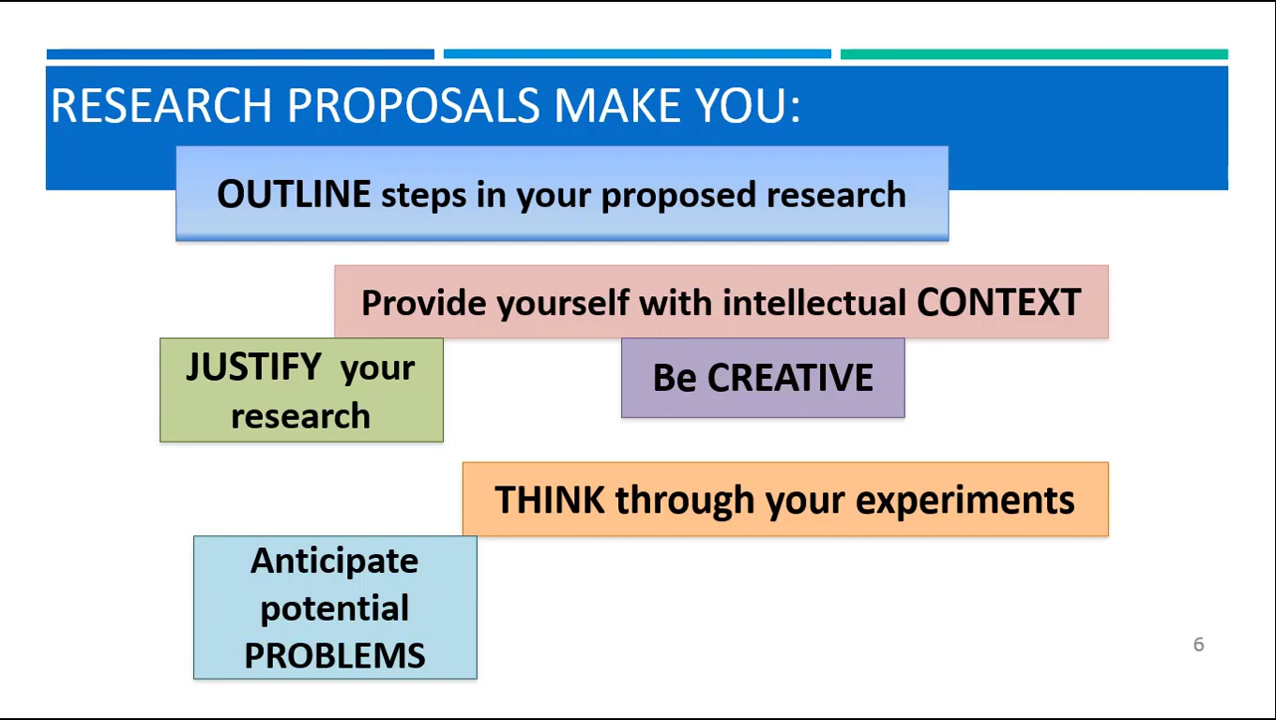 RESEARCH PROPOSALS MAKE YOU:
OUTLINE steps in your proposed research
Provide yourself with intellectual CONTEXT
JUSTIFY your
research
Be CREATIVE
THINK through your experiments
Anticipate
potential
PROBLEMS
6